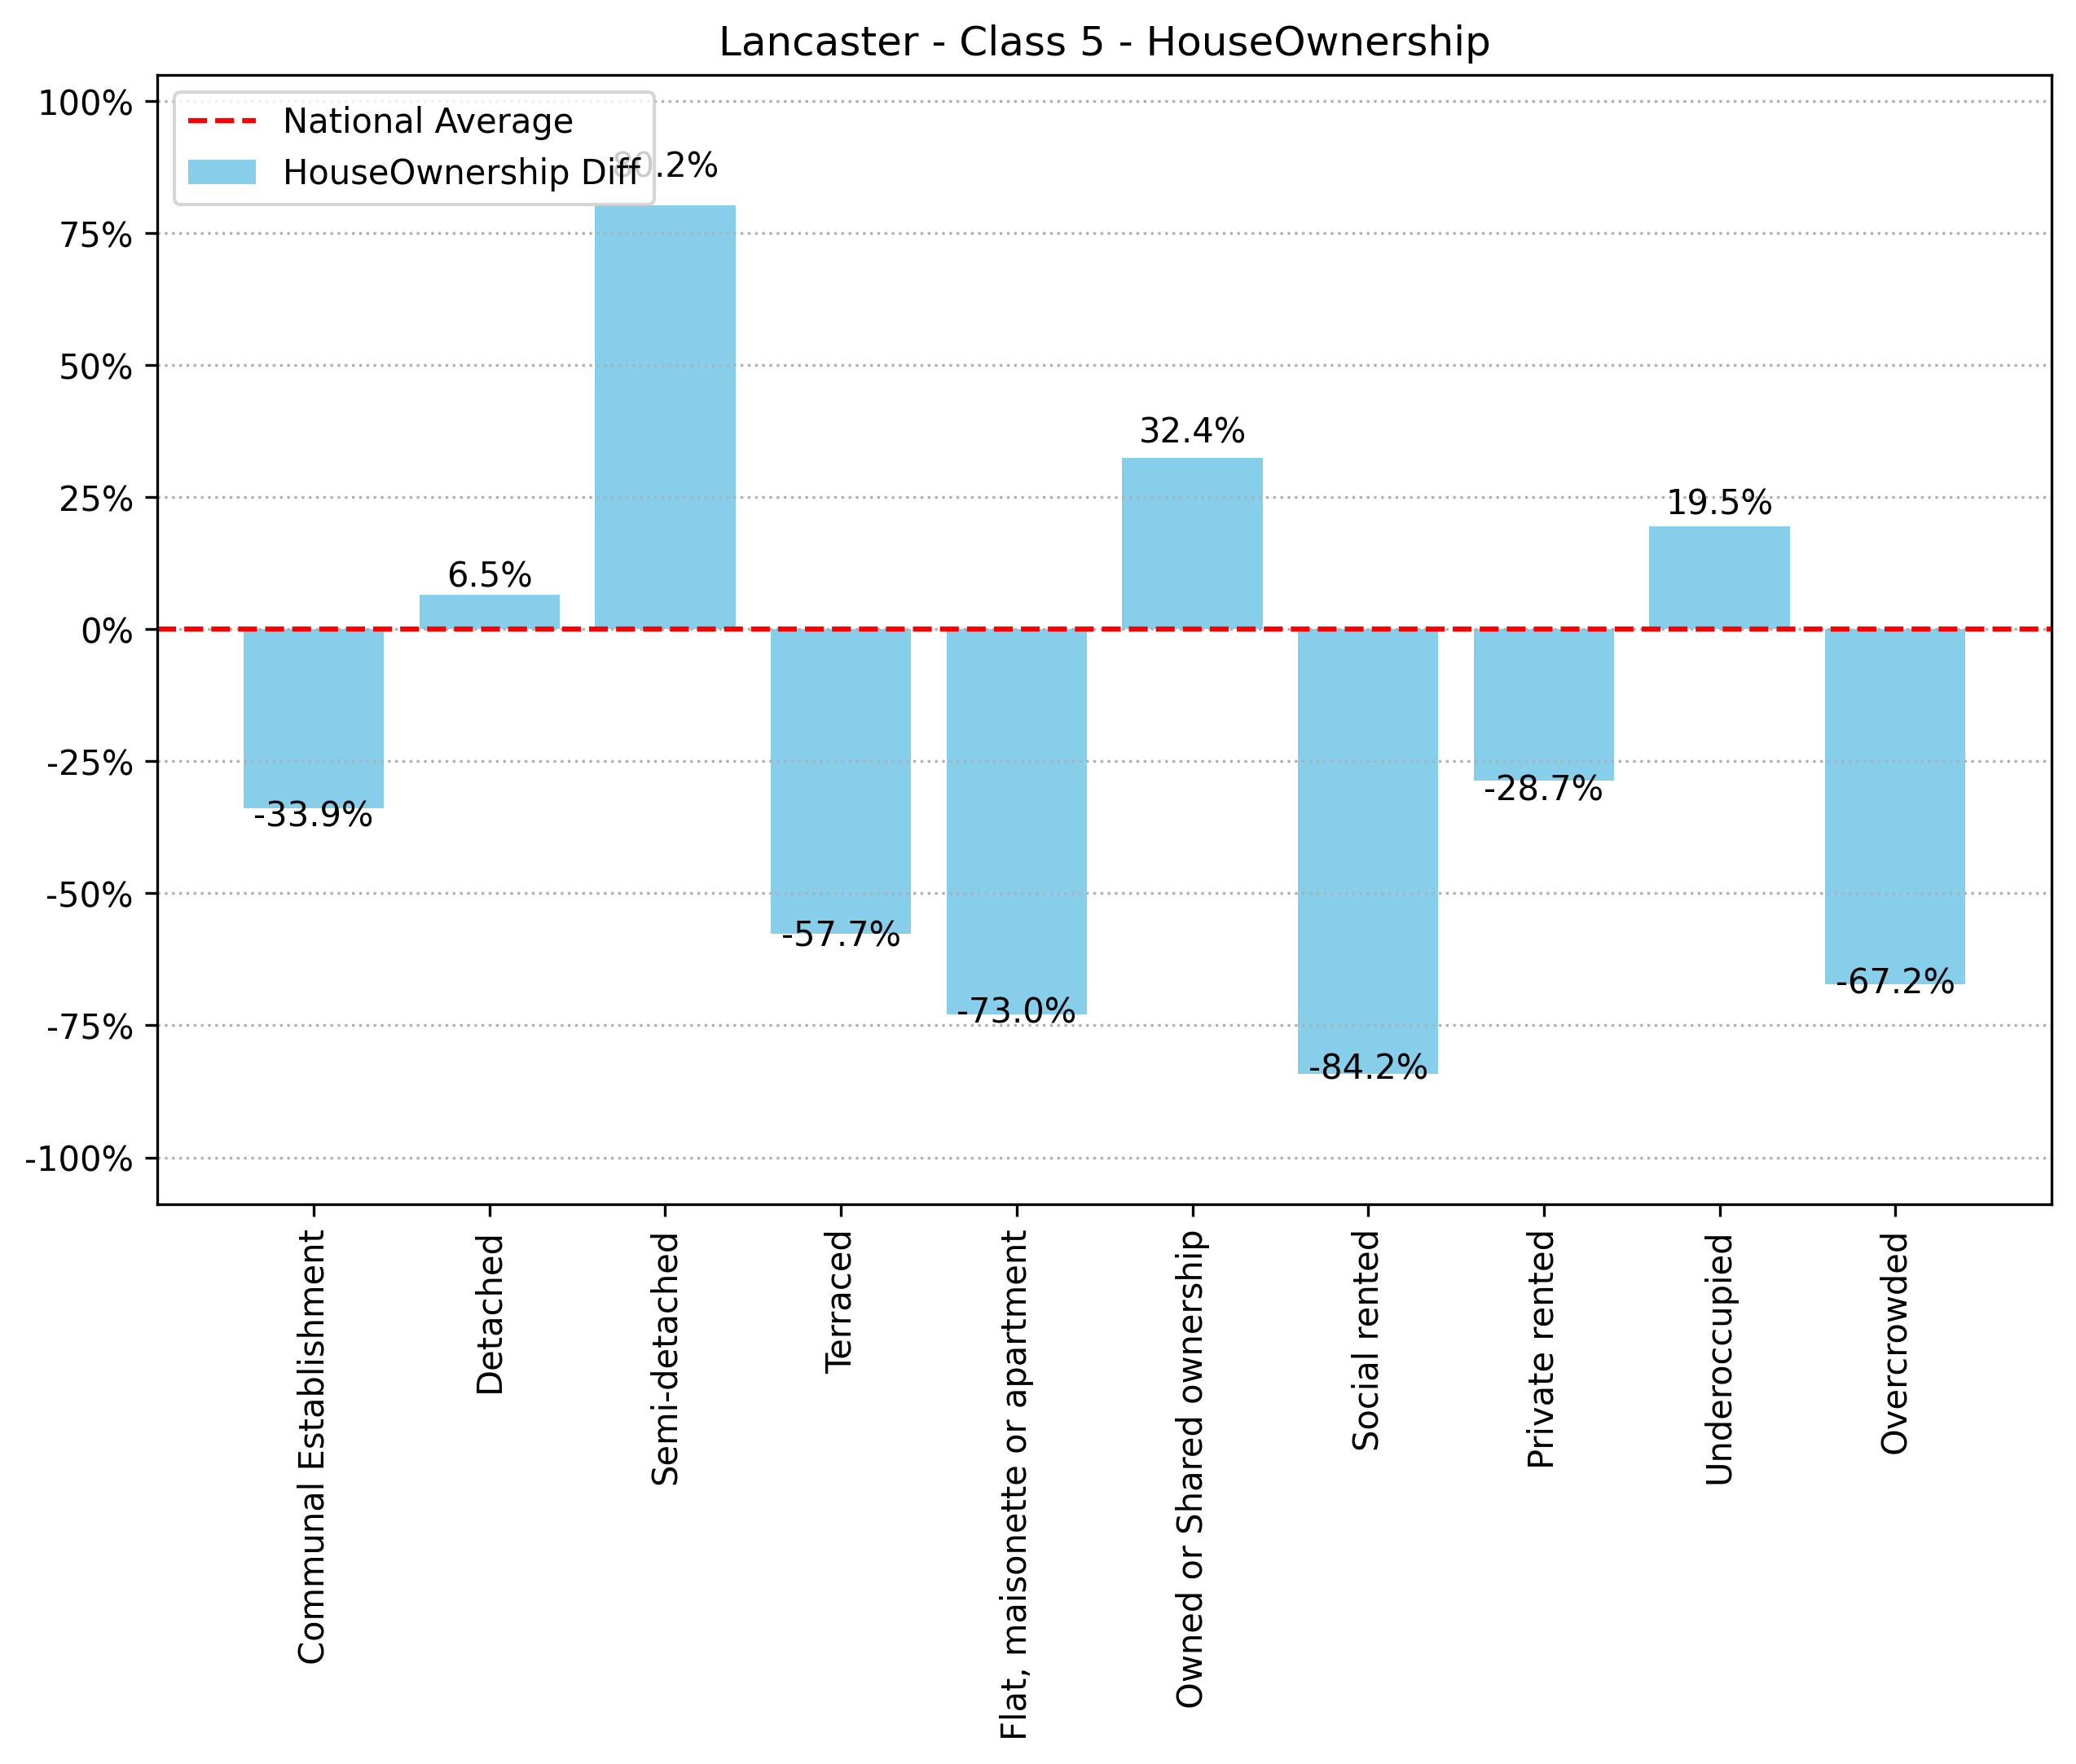 Lancaster - Class 5 - HouseOwnership
National Average
HouseOwnership Diff
100%
75%
50%
25%
0%
-25%
-50%
-75%
-100%
-33.9%
6.5%
80.2%
-57.7%
-73.0%
32.4%
-84.2%
-28.7%
19.5%
-67.2%
Communal Establishment
Detached
Semi-detached
Terraced
Flat, maisonette or apartment
Owned or Shared ownership
Social rented
Private rented
Underoccupied
Overcrowded